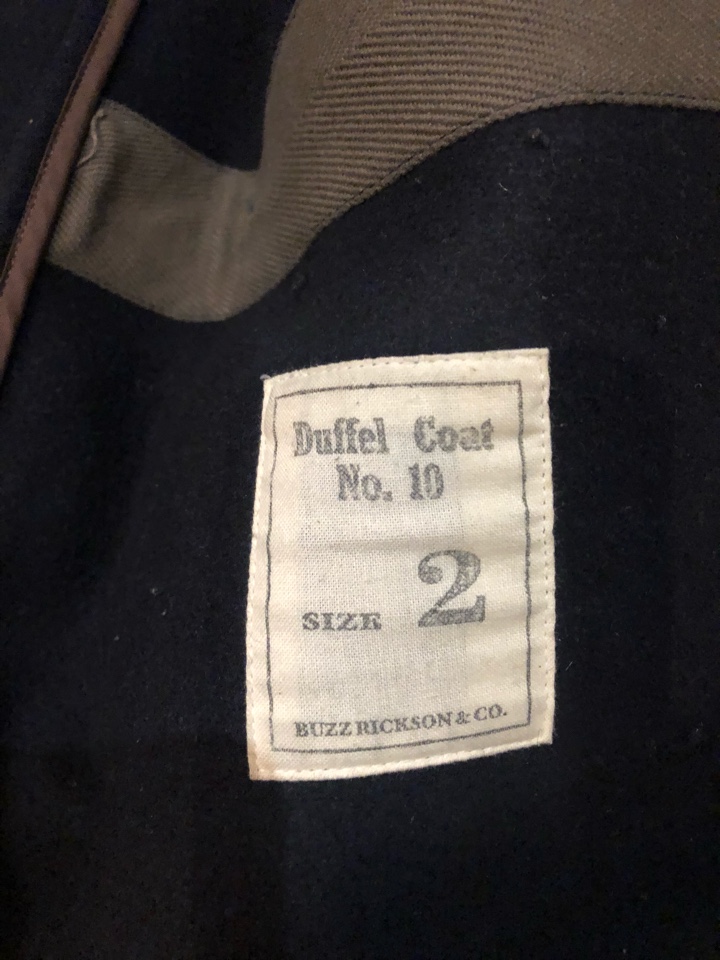 Duffel Coat
No. 10
SIZE 2
BUZZ RICKSON & CO.